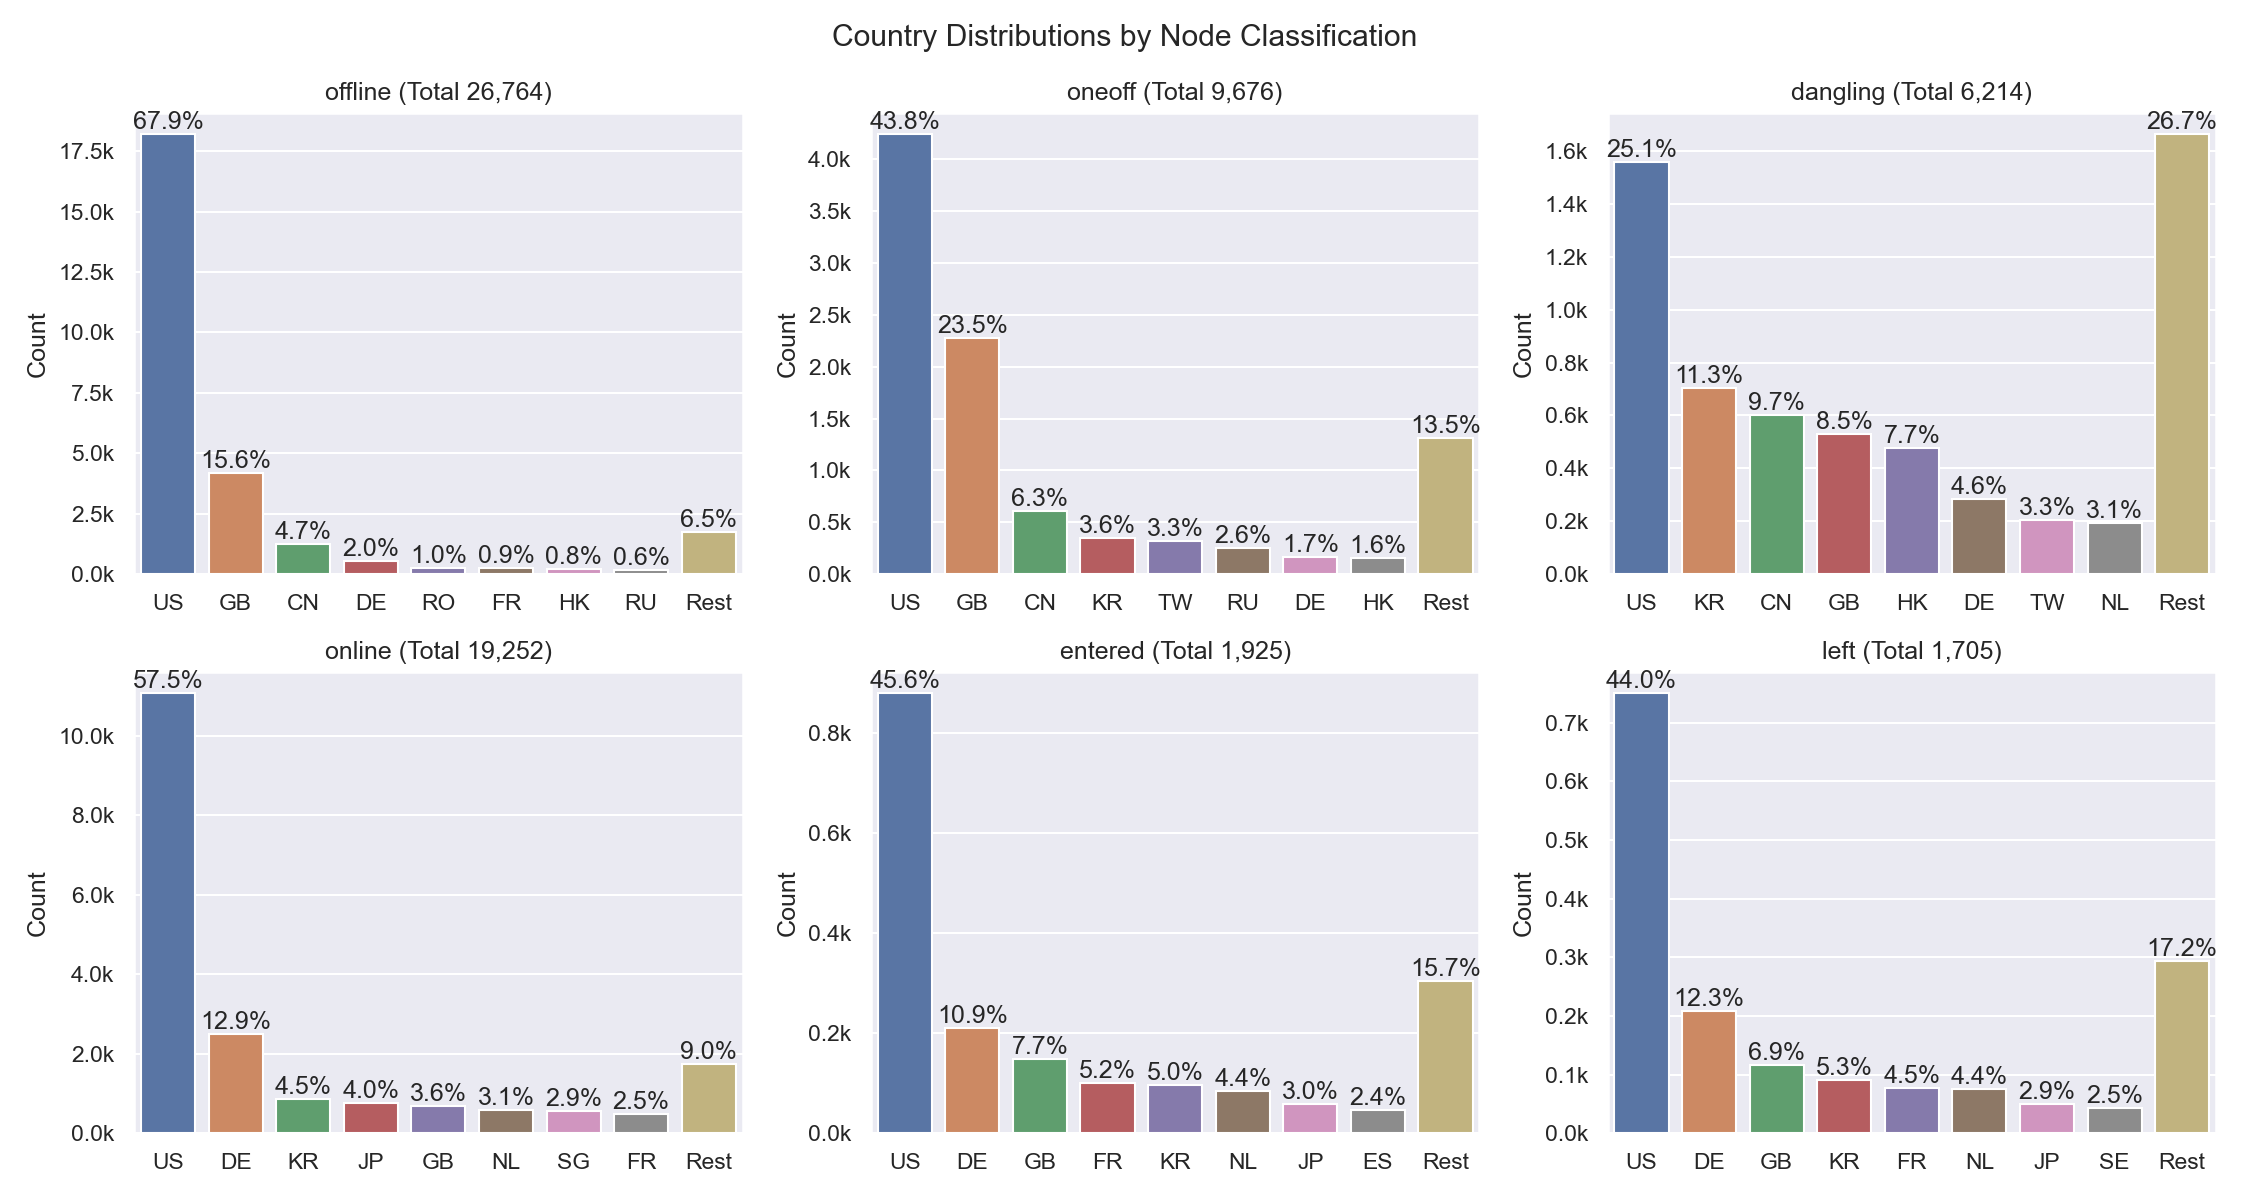 Country Distributions by Node Classification
offline (Total 26,764)
67.9%
15.6%
4.7%
2.0%
1.0%
0.9%
0.8%
0.6%
6.5%
17.5k
15.0k
12.5k
10.0k
7.5k
5.0k
2.5k
0.0k
Count
US GB CN DE RO FR HK RU Rest
oneoff (Total 9,676)
43.8%
23.5%
6.3%
3.6%
3.3%
2.6%
1.7%
1.6%
13.5%
4.0k
3.5k
3.0k
2.5k
2.0k
1.5k
1.0k
0.5k
0.0k
Count
US GB CN KR TW RU DE HK Rest
dangling (Total 6,214)
25.1%
11.3%
9.7%
8.5%
7.7%
4.6%
3.3%
3.1%
26.7%
1.6k
1.4k
1.2k
1.0k
0.8k
0.6k
0.4k
0.2k
0.0k
Count
US KR CN GB HK DE TW NL Rest
online (Total 19,252)
57.5%
12.9%
4.5%
4.0%
3.6%
3.1%
2.9%
2.5%
9.0%
10.0k
8.0k
6.0k
4.0k
2.0k
0.0k
Count
US DE KR JP GB NL SG FR Rest
entered (Total 1,925)
45.6%
10.9%
7.7%
5.2%
5.0%
4.4%
3.0%
2.4%
15.7%
0.8k
0.6k
0.4k
0.2k
0.0k
Count
US DE GB FR KR NL JP ES Rest
left (Total 1,705)
44.0%
12.3%
6.9%
5.3%
4.5%
4.4%
2.9%
2.5%
17.2%
0.7k
0.6k
0.5k
0.4k
0.3k
0.2k
0.1k
0.0k
Count
US DE GB KR FR NL JP SE Rest